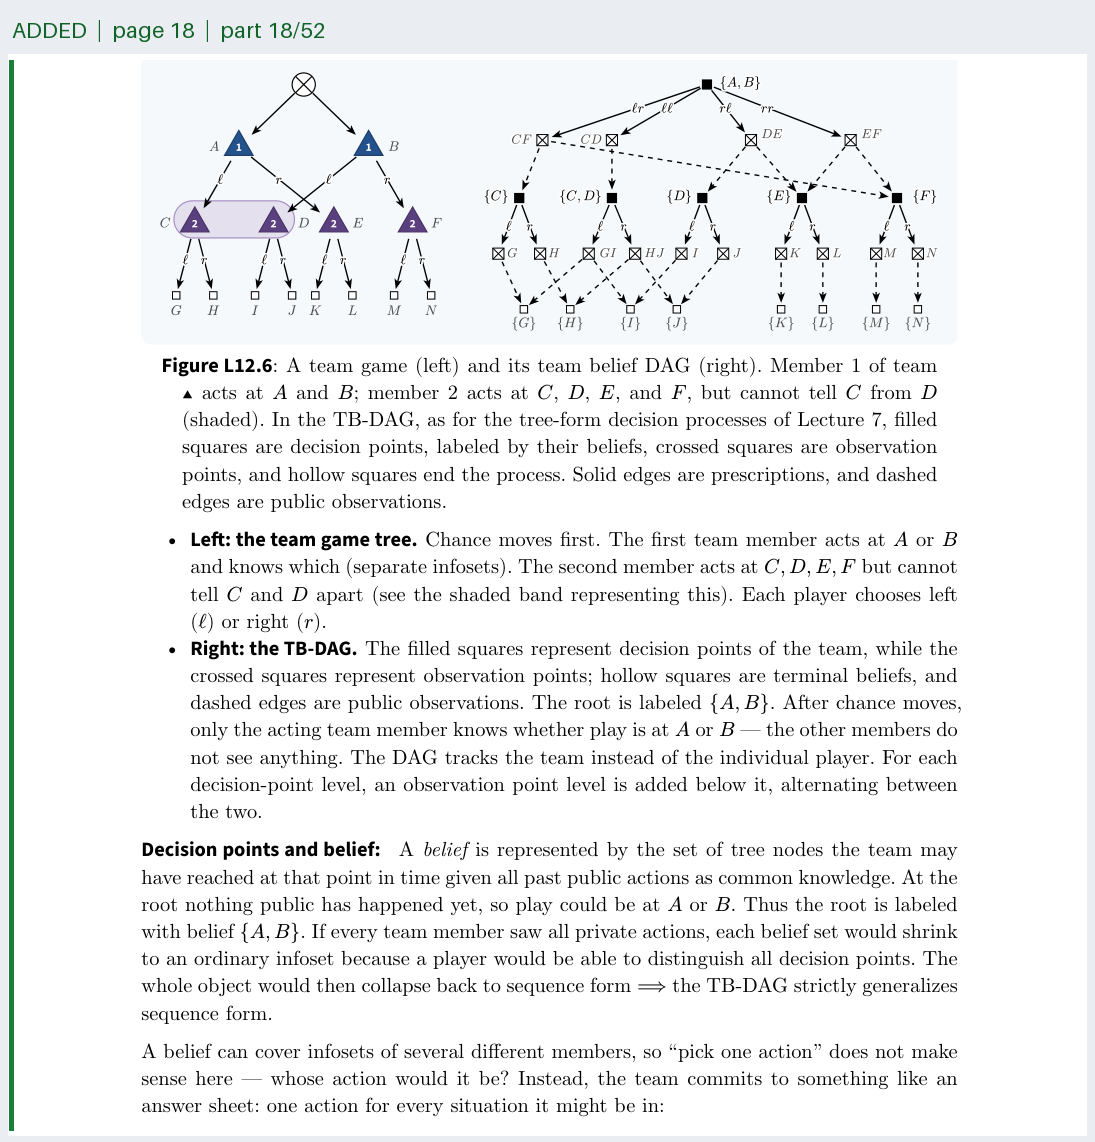 ADDED | page 18 | part 18/52
{A, B}
ℓr ℓℓ rℓ rr
A 1 1 B CF CD DE EF
ℓ r ℓ r
{C} {C, D} {D} {E} {F}
C 2 2 D 2 E 2 F
ℓ r ℓ r ℓ r ℓ r ℓ r
G H GI HJ I J K L M N
ℓ r ℓ r ℓ r ℓ r
G H I J K L M N
{G} {H} {I} {J} {K} {L} {M} {N}
Figure L12.6: A team game (left) and its team belief DAG (right). Member 1 of team
▲ acts at A and B; member 2 acts at C, D, E, and F, but cannot tell C from D
(shaded). In the TB-DAG, as for the tree-form decision processes of Lecture 7, filled
squares are decision points, labeled by their beliefs, crossed squares are observation
points, and hollow squares end the process. Solid edges are prescriptions, and dashed
edges are public observations.
• Left: the team game tree. Chance moves first. The first team member acts at A or B
and knows which (separate infosets). The second member acts at C, D, E, F but cannot
tell C and D apart (see the shaded band representing this). Each player chooses left
(ℓ) or right (r).
• Right: the TB-DAG. The filled squares represent decision points of the team, while the
crossed squares represent observation points; hollow squares are terminal beliefs, and
dashed edges are public observations. The root is labeled {A, B}. After chance moves,
only the acting team member knows whether play is at A or B — the other members do
not see anything. The DAG tracks the team instead of the individual player. For each
decision-point level, an observation point level is added below it, alternating between
the two.
Decision points and belief: A belief is represented by the set of tree nodes the team may
have reached at that point in time given all past public actions as common knowledge. At the
root nothing public has happened yet, so play could be at A or B. Thus the root is labeled
with belief {A, B}. If every team member saw all private actions, each belief set would shrink
to an ordinary infoset because a player would be able to distinguish all decision points. The
whole object would then collapse back to sequence form ⟹ the TB-DAG strictly generalizes
sequence form.
A belief can cover infosets of several different members, so “pick one action” does not make
sense here — whose action would it be? Instead, the team commits to something like an
answer sheet: one action for every situation it might be in: